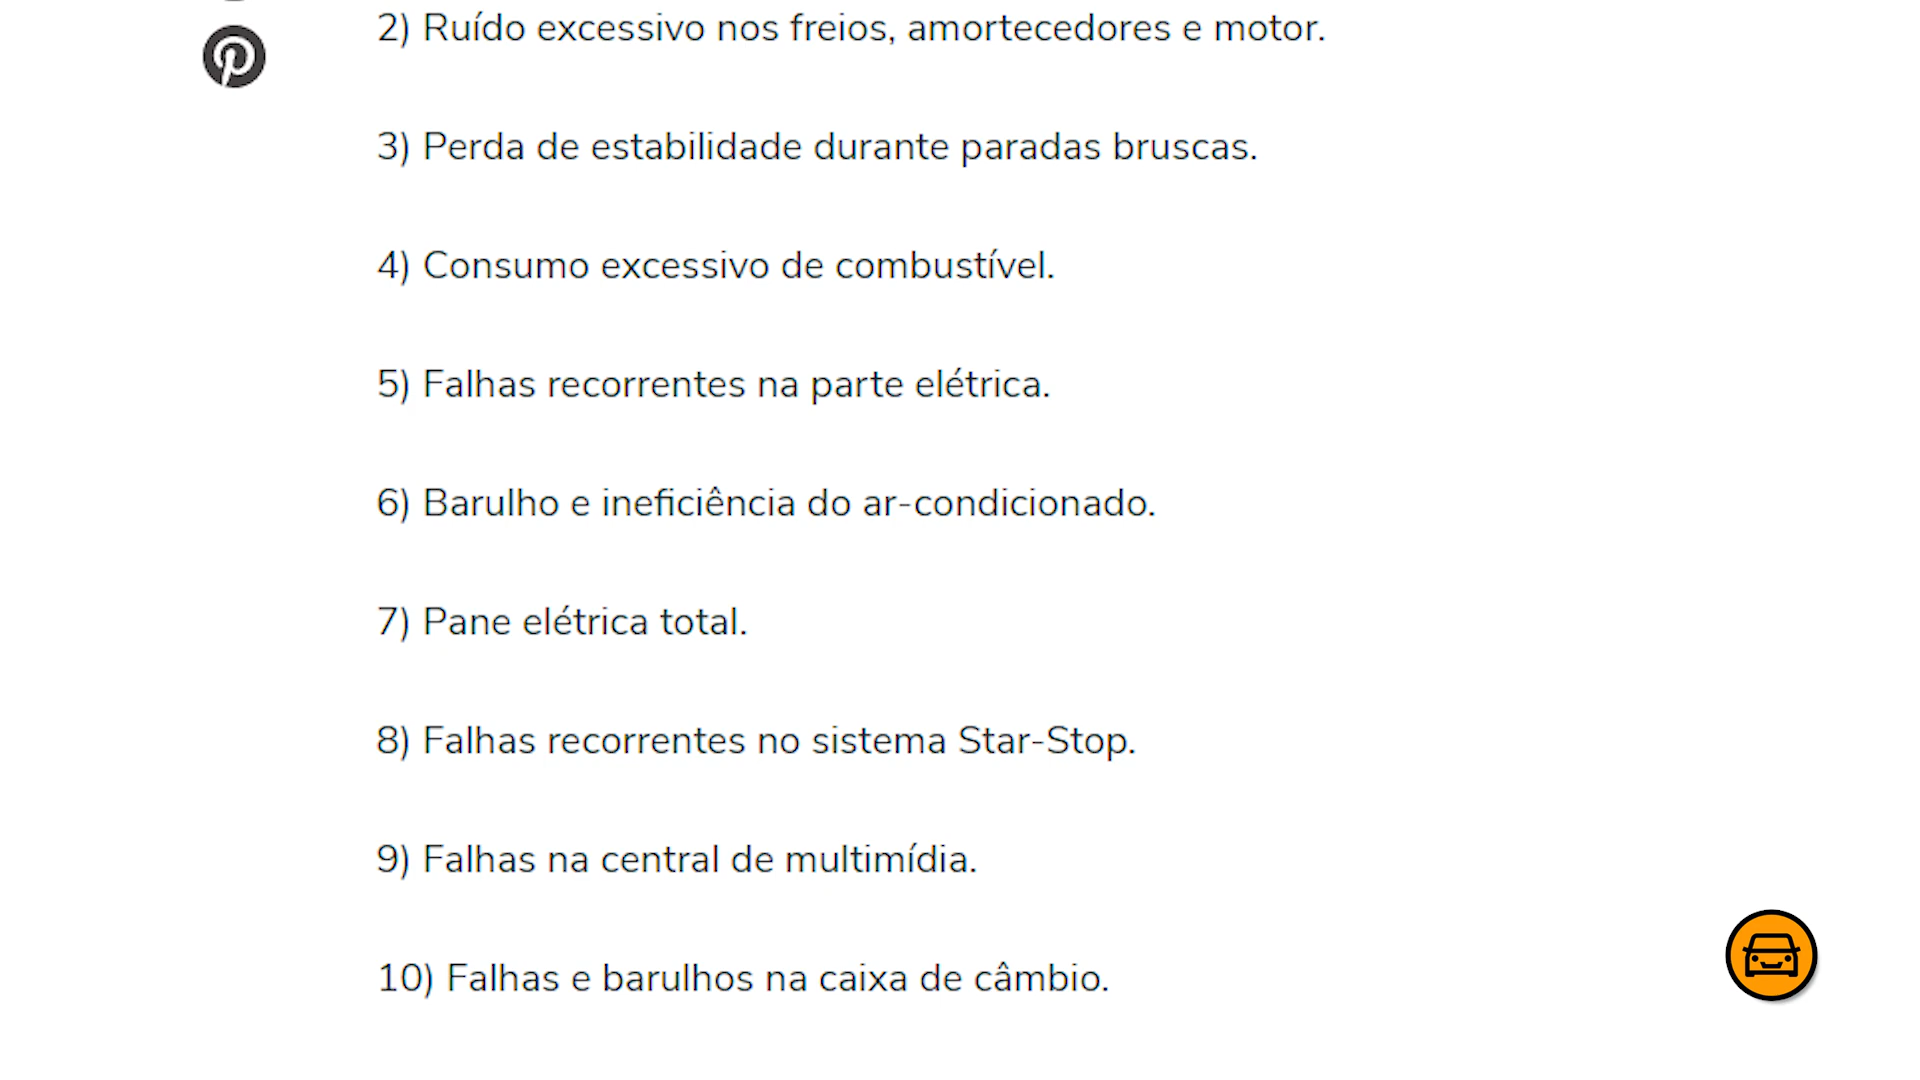 2) Ruído excessivo nos freios, amortecedores e motor.
3) Perda de estabilidade durante paradas bruscas.
4) Consumo excessivo de combustível.
5) Falhas recorrentes na parte elétrica.
6) Barulho e ineficiência do ar-condicionado.
7) Pane elétrica total.
8) Falhas recorrentes no sistema Star-Stop.
9) Falhas na central de multimídia.
10) Falhas e barulhos na caixa de câmbio.